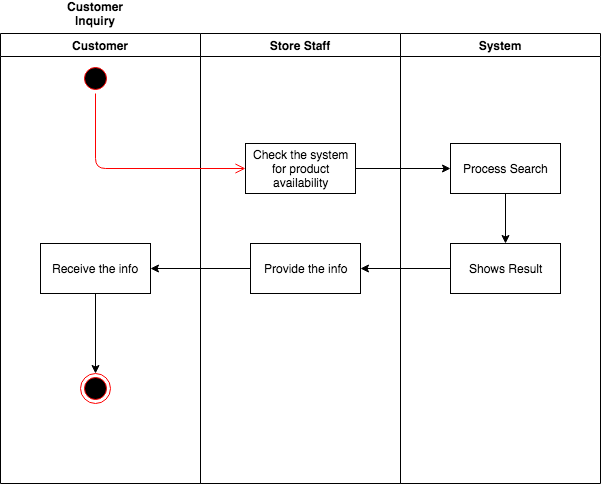 Customer
Inquiry
Customer
Store Staff
System
Check the system
for product
availability
Process Search
Receive the info
Provide the info
Shows Result